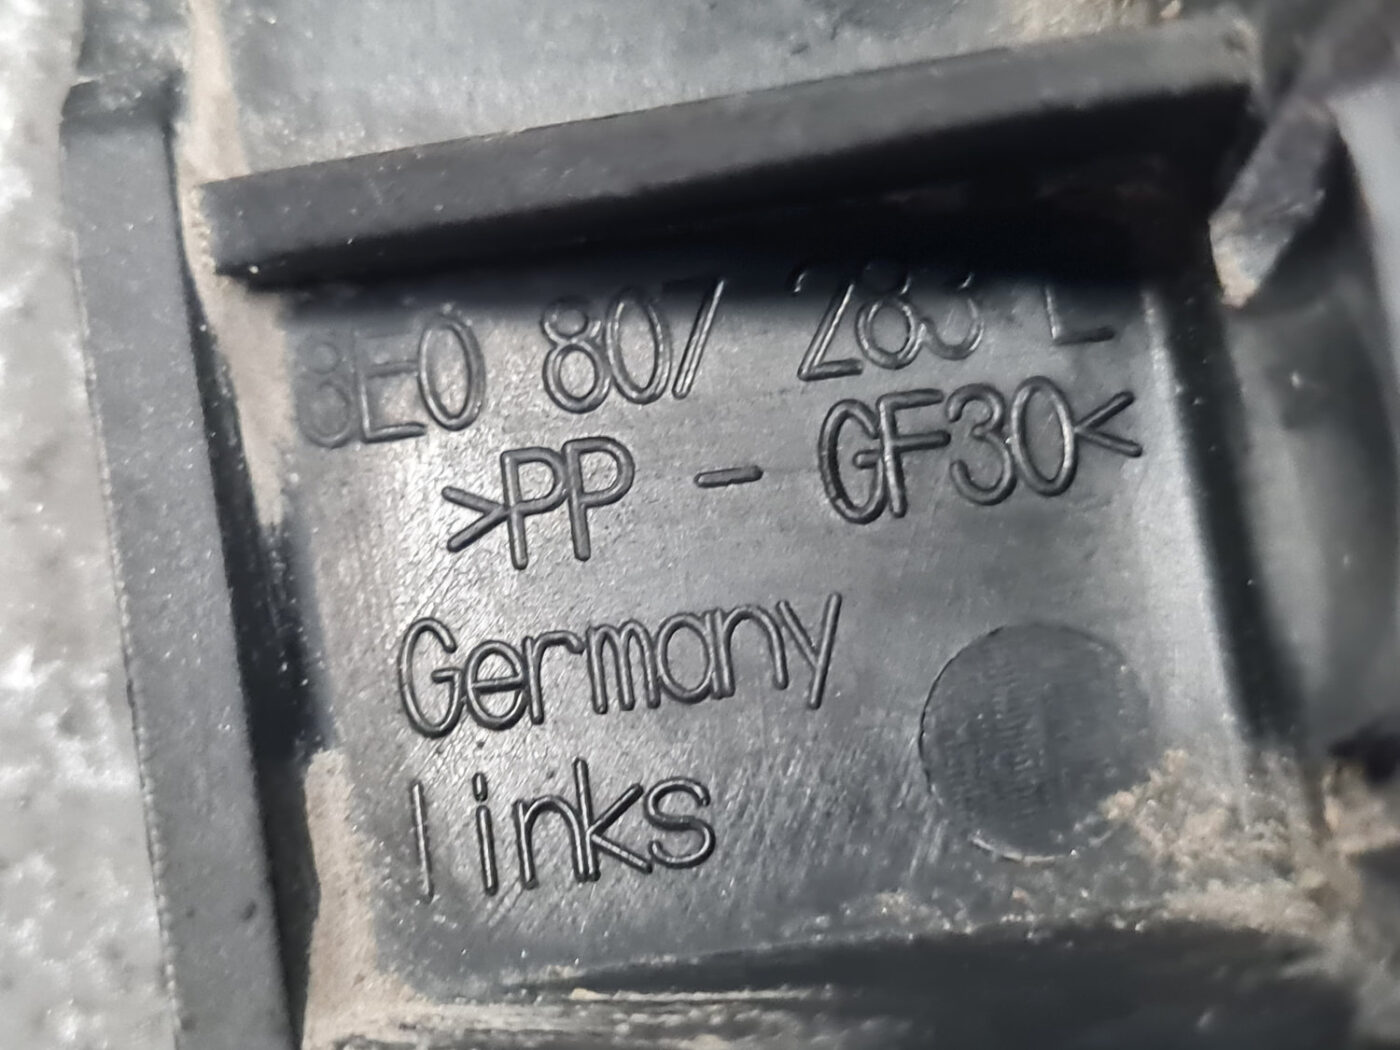 8E0 807 283
>PP - GF30<
Germany
links